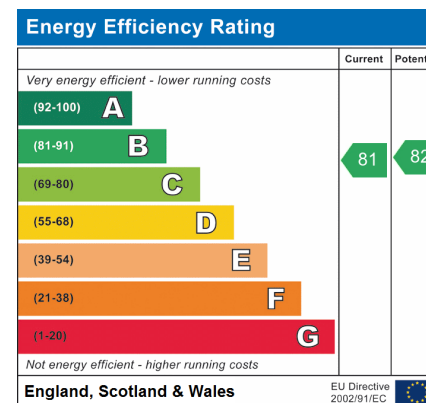 Energy Efficiency Rating
Current Poten
Very energy efficient - lower running costs
(92-100) A
(81-91) B
81 82
(69-80) C
(55-68) D
(39-54) E
(21-38) F
(1-20) G
Not energy efficient - higher running costs
England, Scotland & Wales
EU Directive
2002/91/EC